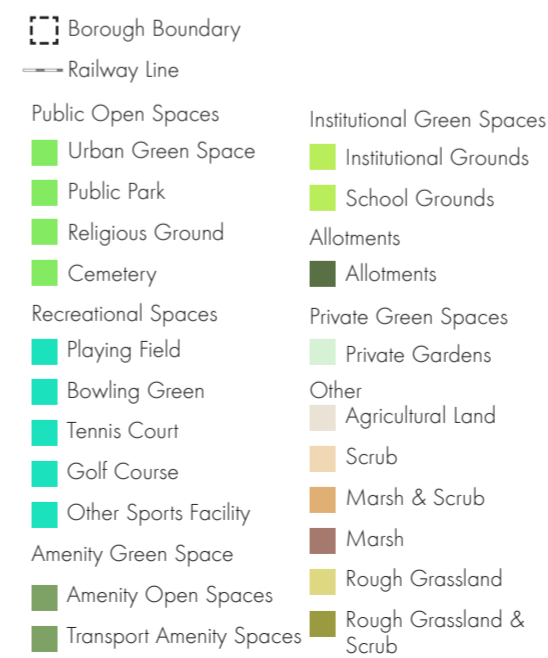 Borough Boundary
Railway Line
Public Open Spaces
Urban Green Space
Public Park
Religious Ground
Cemetery
Recreational Spaces
Playing Field
Bowling Green
Tennis Court
Golf Course
Other Sports Facility
Amenity Green Space
Amenity Open Spaces
Transport Amenity Spaces
Institutional Green Spaces
Institutional Grounds
School Grounds
Allotments
Allotments
Private Green Spaces
Private Gardens
Other
Agricultural Land
Scrub
Marsh & Scrub
Marsh
Rough Grassland
Rough Grassland &
Scrub